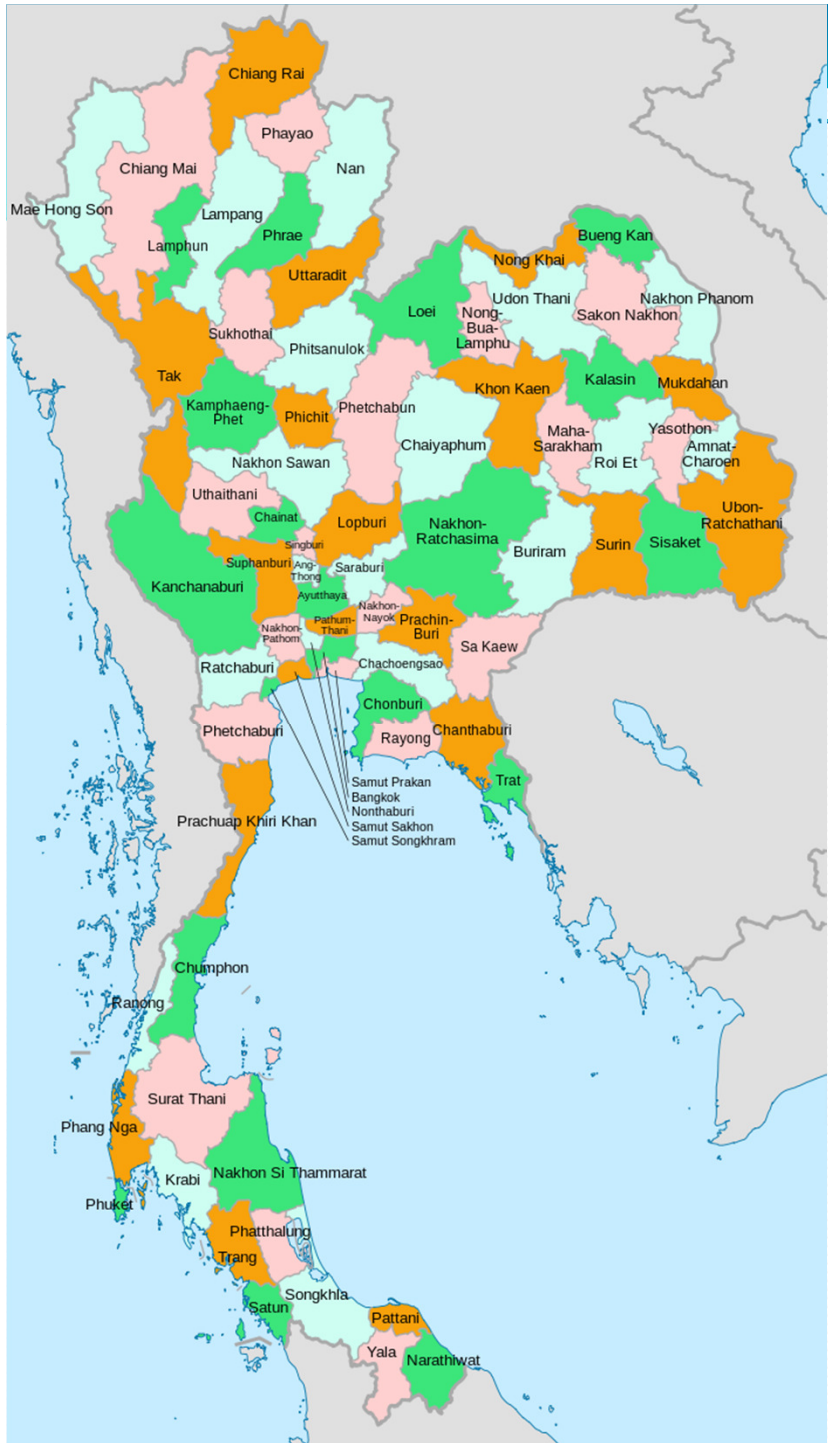 Chiang Rai
Phayao
Chiang Mai
Nan
Mae Hong Son
Lampang
Lamphun
Phrae
Bueng Kan
Nong Khai
Uttaradit
Udon Thani
Nakhon Phanom
Loei
Nong-
Bua-
Lamphu
Sakon Nakhon
Sukhothai
Phitsanulok
Tak
Khon Kaen
Kalasin
Mukdahan
Kamphaeng-
Phet
Phichit
Phetchabun
Maha-
Sarakham
Yasothon
Chaiyaphum
Amnat-
Charoen
Nakhon Sawan
Roi Et
Uthaithani
Chainat
Lopburi
Nakhon-
Ratchasima
Ubon-
Ratchathani
Singburi
Buriram
Surin
Sisaket
Suphanburi
Ang-
Thong
Saraburi
Kanchanaburi
Ayutthaya
Nakhon-
Nayok
Pathum-
Thani
Prachin-
Buri
Nakhon-
Pathom
Sa Kaew
Ratchaburi
Chachoengsao
Chonburi
Phetchaburi
Rayong
Chanthaburi
Trat
Samut Prakan
Bangkok
Nonthaburi
Samut Sakhon
Samut Songkhram
Prachuap Khiri Khan
Chumphon
Ranong
Surat Thani
Phang Nga
Krabi
Nakhon Si Thammarat
Phuket
Phatthalung
Trang
Songkhla
Satun
Pattani
Yala
Narathiwat